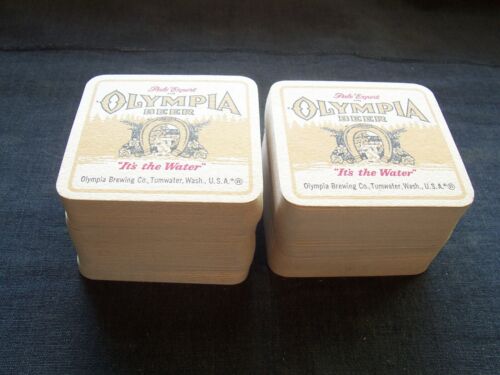 Pale Export
OLYMPIA
BEER
"It's the Water"
Olympia Brewing Co., Tumwater, Wash., U.S.A.*®
Pale Export
OLYMPIA
BEER
"It's the Water"
Olympia Brewing Co., Tumwater, Wash., U.S.A.*®